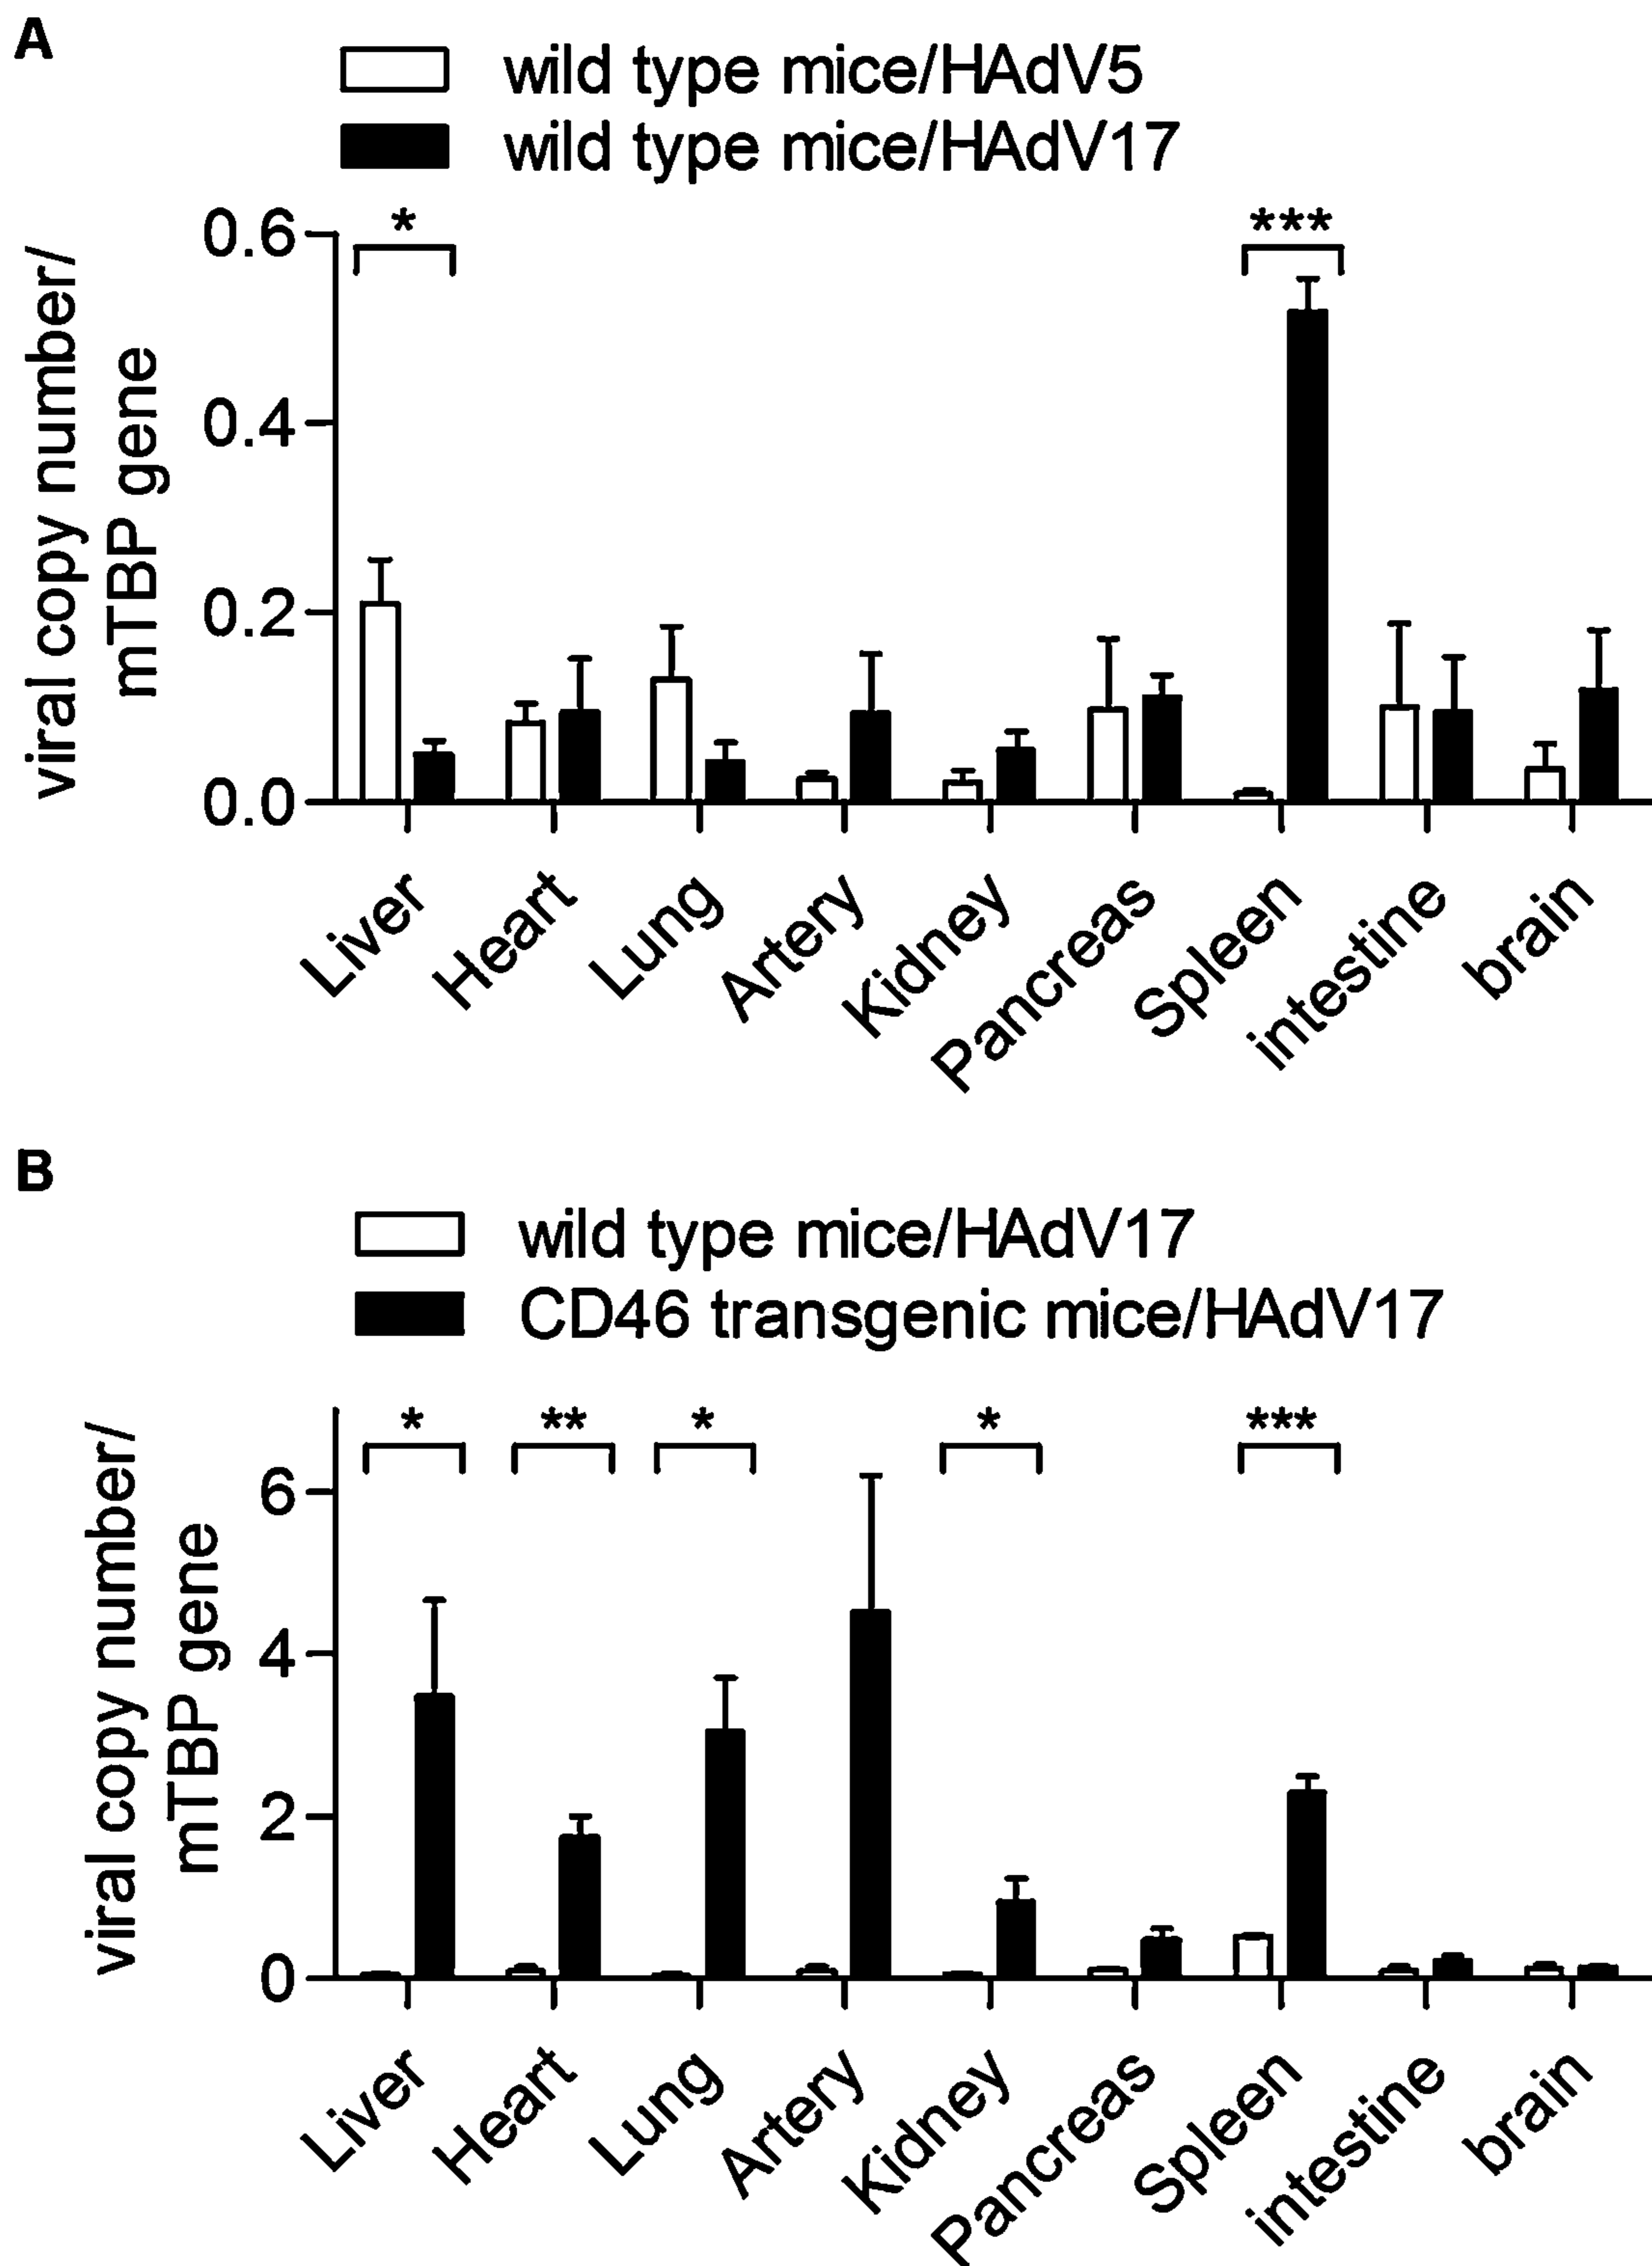 A
wild type mice/HAdV5
wild type mice/HAdV17
viral copy number/
mTBP gene
0.6
0.4
0.2
0.0
* ***
Liver Heart Lung Artery Kidney Pancreas Spleen intestine brain
B
wild type mice/HAdV17
CD46 transgenic mice/HAdV17
viral copy number/
mTBP gene
6
4
2
0
* ** * * ***
Liver Heart Lung Artery Kidney Pancreas Spleen intestine brain